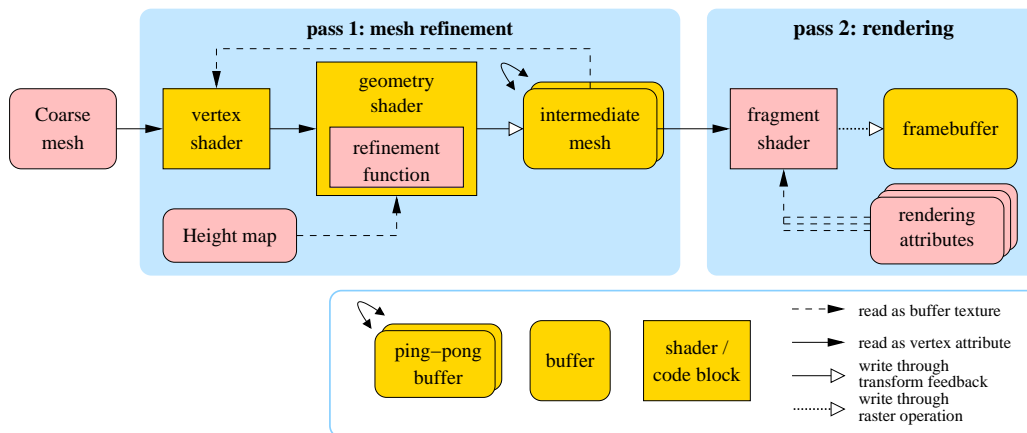 pass 1: mesh refinement
pass 2: rendering
Coarse
mesh
vertex
shader
geometry
shader
refinement
function
intermediate
mesh
fragment
shader
framebuffer
Height map
rendering
attributes
ping–pong
buffer
buffer
shader /
code block
read as buffer texture
read as vertex attribute
write through
transform feedback
write through
raster operation